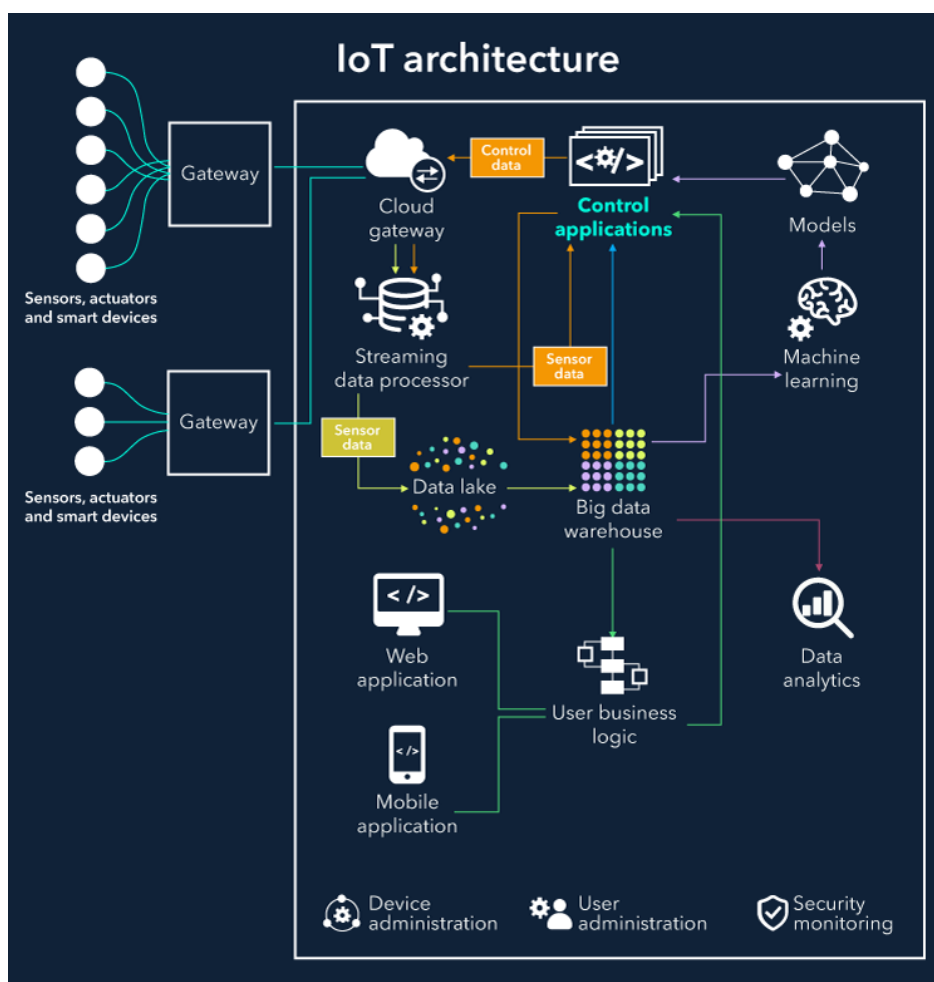 IoT architecture
Gateway
Sensors, actuators
and smart devices
Gateway
Sensors, actuators
and smart devices
Cloud
gateway
Control
data
</>
Control
applications
Models
Streaming
data processor
Sensor
data
Machine
learning
Sensor
data
Data lake
Big data
warehouse
</>
Web
application
User business
logic
Data
analytics
</>
Mobile
application
Device
administration
User
administration
Security
monitoring